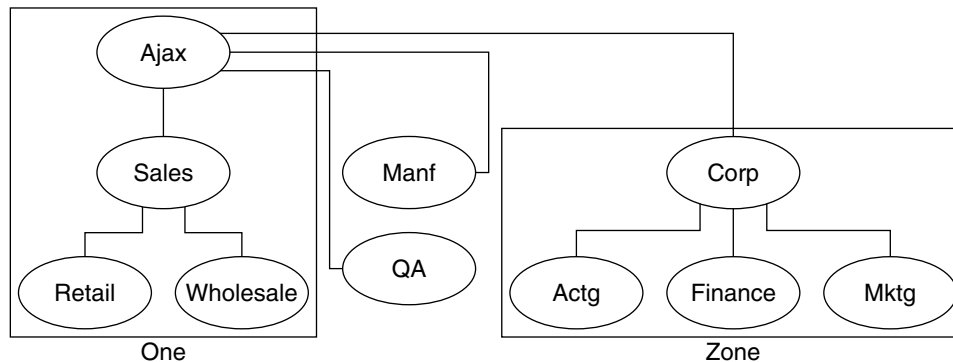 Ajax
Sales
Manf
Corp
QA
Retail
Wholesale
Actg
Finance
Mktg
One
Zone